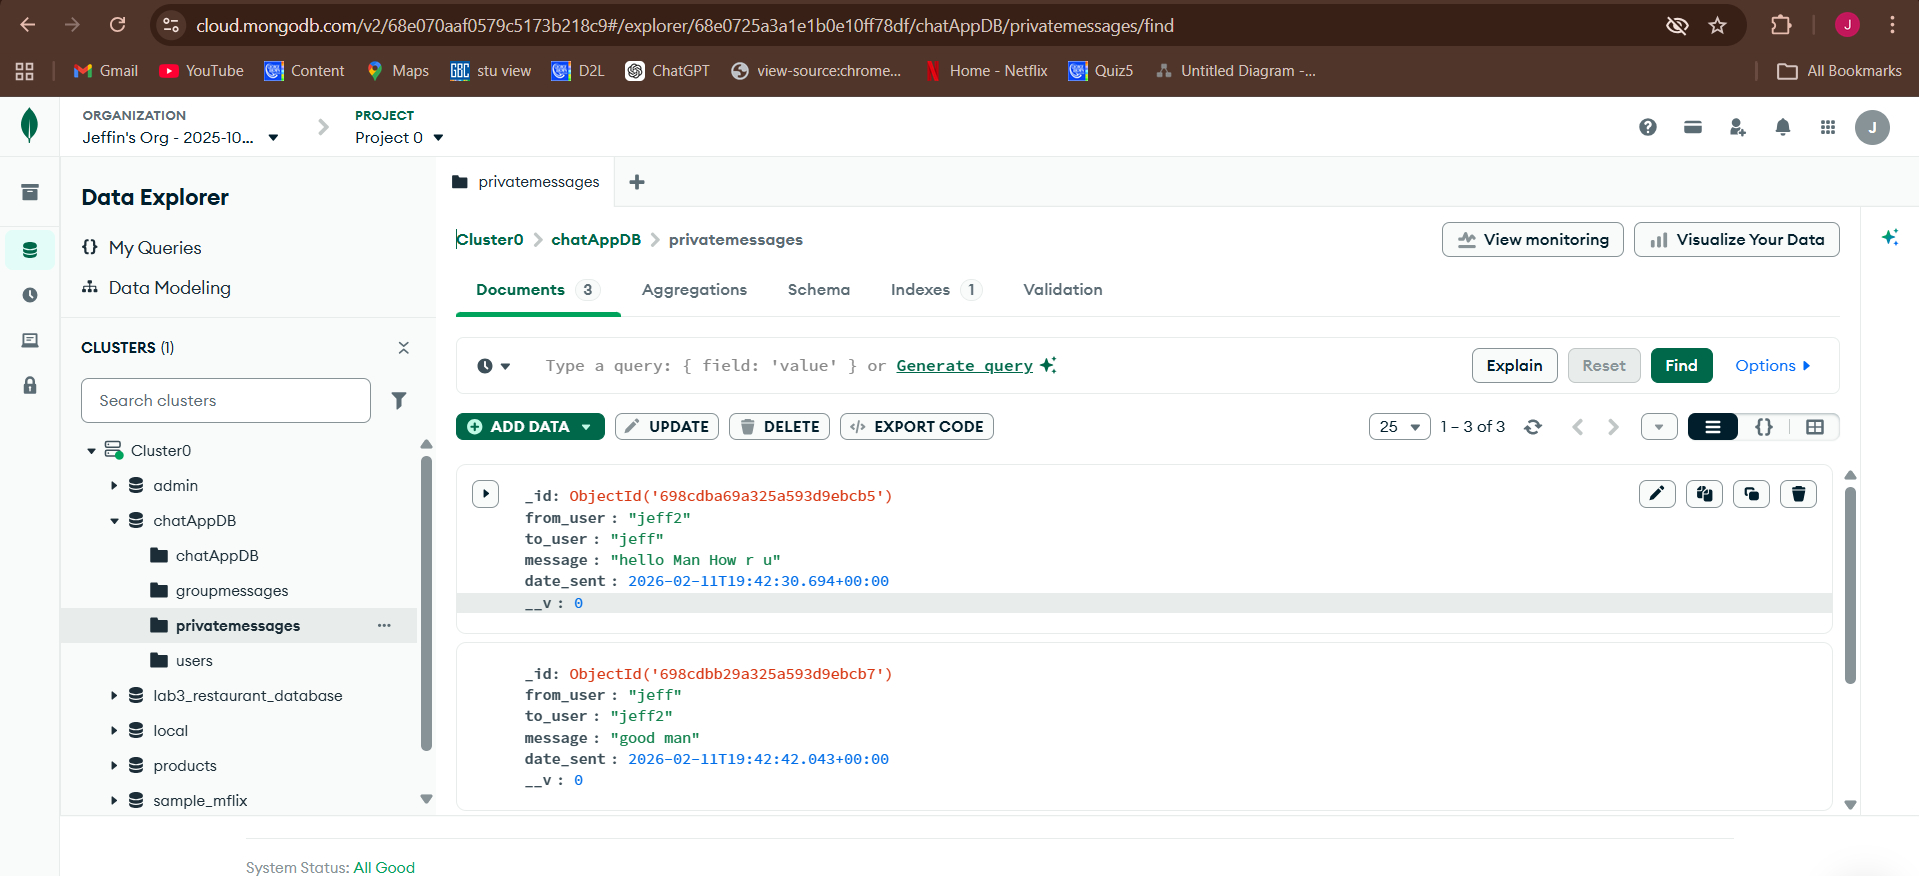 cloud.mongodb.com/v2/68e070aaf0579c5173b218c9#/explorer/68e0725a3a1e1b0e10ff78df/chatAppDB/privatemessages/find
J
Gmail YouTube Content Maps GBC stu view D2L ChatGPT view-source:chrome... Home - Netflix Quiz5 Untitled Diagram -... All Bookmarks
ORGANIZATION
Jeffin's Org - 2025-10...
PROJECT
Project 0
J
Data Explorer
My Queries
Data Modeling
CLUSTERS (1)
Search clusters
Cluster0
admin
chatAppDB
chatAppDB
groupmessages
privatemessages
users
lab3_restaurant_database
local
products
sample_mflix
privatemessages
Cluster0 chatAppDB privatemessages
View monitoring Visualize Your Data
Documents 3 Aggregations Schema Indexes 1 Validation
Type a query: { field: 'value' } or Generate query
Explain Reset Find Options
ADD DATA UPDATE DELETE EXPORT CODE
25 1 – 3 of 3
_id: ObjectId('698cdba69a325a593d9ebcb5')
from_user : "jeff2"
to_user : "jeff"
message : "hello Man How r u"
date_sent : 2026-02-11T19:42:30.694+00:00
__v : 0
_id: ObjectId('698cdbb29a325a593d9ebcb7')
from_user : "jeff"
to_user : "jeff2"
message : "good man"
date_sent : 2026-02-11T19:42:42.043+00:00
__v : 0
System Status: All Good